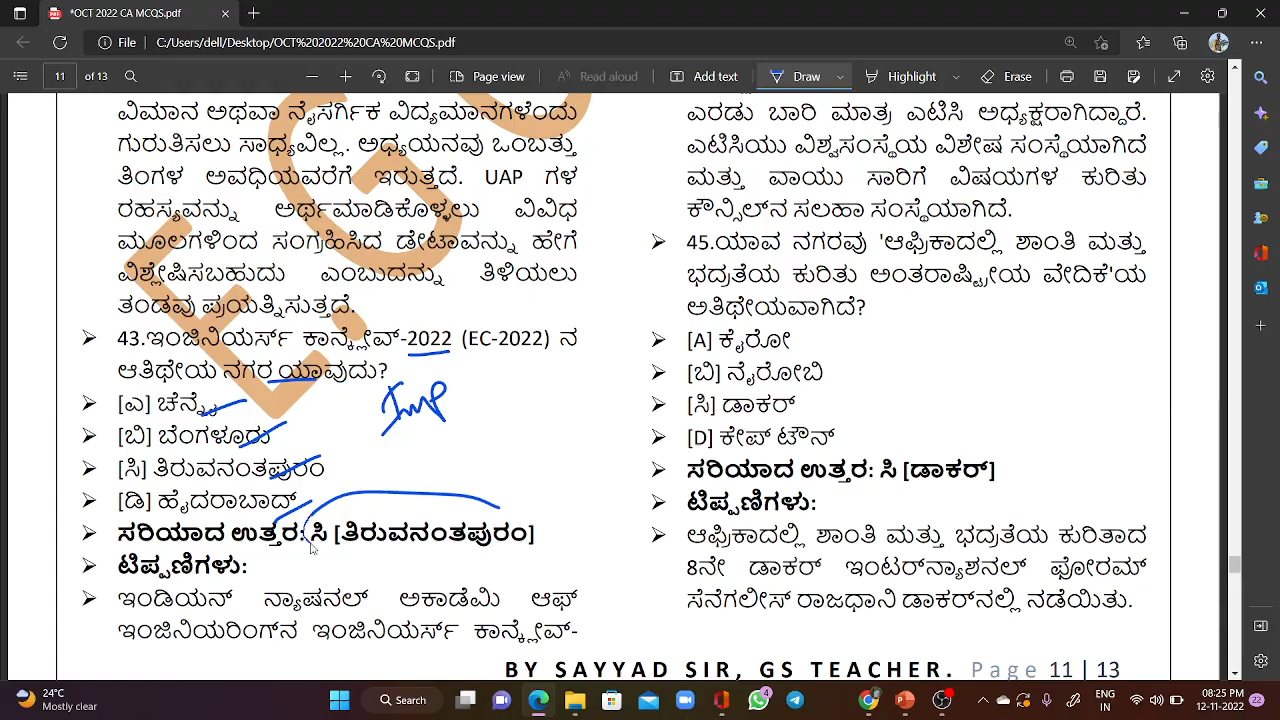 *OCT 2022 CA MCQS.pdf
File C:/Users/dell/Desktop/OCT%202022%20CA%20MCQS.pdf
11 of 13 Page view Read aloud Add text Draw Highlight Erase
ವಿಮಾನ ಅಥವಾ ನೈಸರ್ಗಿಕ ವಿದ್ಯಮಾನಗಳೆಂದು
ಗುರುತಿಸಲು ಸಾಧ್ಯವಿಲ್ಲ. ಅಧ್ಯಯನವು ಒಂಬತ್ತು
ತಿಂಗಳ ಅವಧಿಯವರೆಗೆ ಇರುತ್ತದೆ. UAP ಗಳ
ರಹಸ್ಯವನ್ನು ಅರ್ಥಮಾಡಿಕೊಳ್ಳಲು ವಿವಿಧ
ಮೂಲಗಳಿಂದ ಸಂಗ್ರಹಿಸಿದ ಡೇಟಾವನ್ನು ಹೇಗೆ
ವಿಶ್ಲೇಷಿಸಬಹುದು ಎಂಬುದನ್ನು ತಿಳಿಯಲು
ತಂಡವು ಪ್ರಯತ್ನಿಸುತ್ತದೆ.
43.ಇಂಜಿನಿಯರ್ಸ್ ಕಾನ್ಕ್ಲೇವ್-2022 (EC-2022) ನ
ಆತಿಥೇಯ ನಗರ ಯಾವುದು?
[ಎ] ಚೆನ್ನೈ
[ಬಿ] ಬೆಂಗಳೂರು
[ಸಿ] ತಿರುವನಂತಪುರಂ
[ಡಿ] ಹೈದರಾಬಾದ್
Imp
ಸರಿಯಾದ ಉತ್ತರ: ಸಿ [ತಿರುವನಂತಪುರಂ]
ಟಿಪ್ಪಣಿಗಳು:
ಇಂಡಿಯನ್ ನ್ಯಾಷನಲ್ ಅಕಾಡೆಮಿ ಆಫ್
ಇಂಜಿನಿಯರಿಂಗ್‌ನ ಇಂಜಿನಿಯರ್ಸ್ ಕಾನ್ಕ್ಲೇವ್-
ಎರಡು ಬಾರಿ ಮಾತ್ರ ಎಟಿಸಿ ಅಧ್ಯಕ್ಷರಾಗಿದ್ದಾರೆ.
ಎಟಿಸಿಯು ವಿಶ್ವಸಂಸ್ಥೆಯ ವಿಶೇಷ ಸಂಸ್ಥೆಯಾಗಿದೆ
ಮತ್ತು ವಾಯು ಸಾರಿಗೆ ವಿಷಯಗಳ ಕುರಿತು
ಕೌನ್ಸಿಲ್‌ನ ಸಲಹಾ ಸಂಸ್ಥೆಯಾಗಿದೆ.
45.ಯಾವ ನಗರವು 'ಆಫ್ರಿಕಾದಲ್ಲಿ ಶಾಂತಿ ಮತ್ತು
ಭದ್ರತೆಯ ಕುರಿತು ಅಂತರಾಷ್ಟ್ರೀಯ ವೇದಿಕೆ'ಯ
ಅತಿಥೇಯವಾಗಿದೆ?
[A] ಕೈರೋ
[ಬಿ] ನೈರೋಬಿ
[ಸಿ] ಡಾಕರ್
[D] ಕೇಪ್ ಟೌನ್
ಸರಿಯಾದ ಉತ್ತರ: ಸಿ [ಡಾಕರ್]
ಟಿಪ್ಪಣಿಗಳು:
ಆಫ್ರಿಕಾದಲ್ಲಿ ಶಾಂತಿ ಮತ್ತು ಭದ್ರತೆಯ ಕುರಿತಾದ
8ನೇ ಡಾಕರ್ ಇಂಟರ್‌ನ್ಯಾಶನಲ್ ಫೋರಮ್
ಸೆನೆಗಲೀಸ್ ರಾಜಧಾನಿ ಡಾಕರ್‌ನಲ್ಲಿ ನಡೆಯಿತು.
BY SAYYAD SIR, GS TEACHER. Page 11 | 13
24°C
Mostly clear
Search
4
ENG
IN
08:25 PM
12-11-2022
22